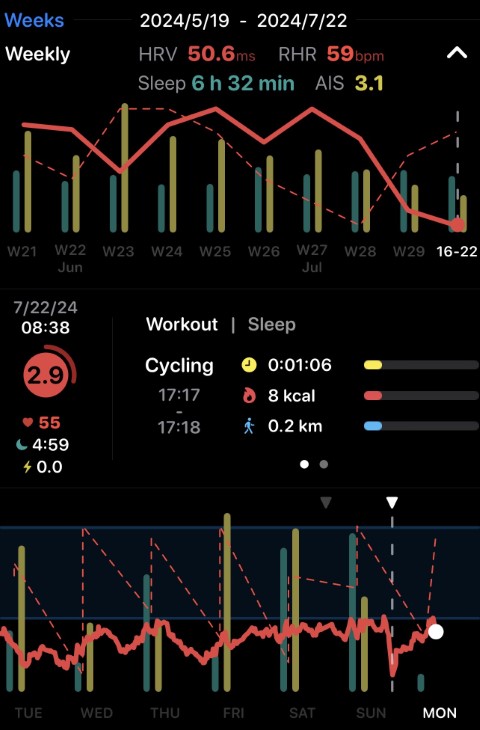 Weeks 2024/5/19 - 2024/7/22
Weekly HRV 50.6ms RHR 59bpm
Sleep 6 h 32 min AIS 3.1
W21 W22 W23 W24 W25 W26 W27 W28 W29 16-22
Jun Jul
7/22/24
08:38
Workout | Sleep
2.9
Cycling 0:01:06
17:17 8 kcal
-
17:18 0.2 km
55
4:59
0.0
TUE WED THU FRI SAT SUN MON